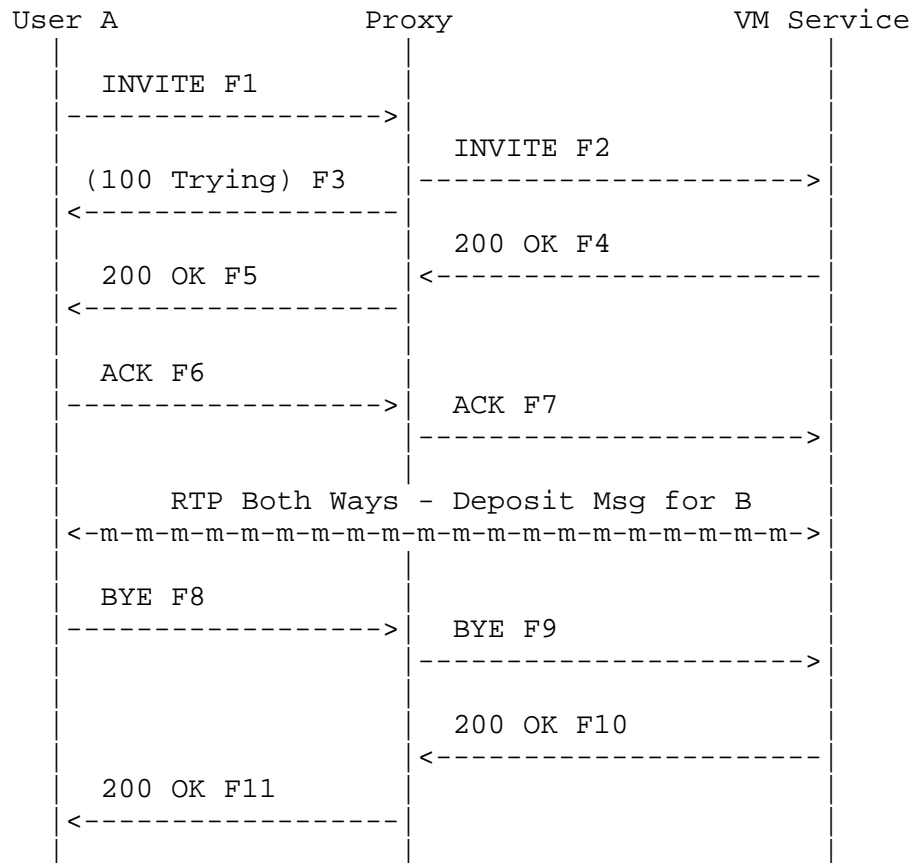 User A Proxy VM Service
INVITE F1
INVITE F2
(100 Trying) F3
200 OK F4
200 OK F5
ACK F6
ACK F7
RTP Both Ways - Deposit Msg for B
<-m-m-m-m-m-m-m-m-m-m-m-m-m-m-m-m-m-m-m-m->
BYE F8
BYE F9
200 OK F10
200 OK F11